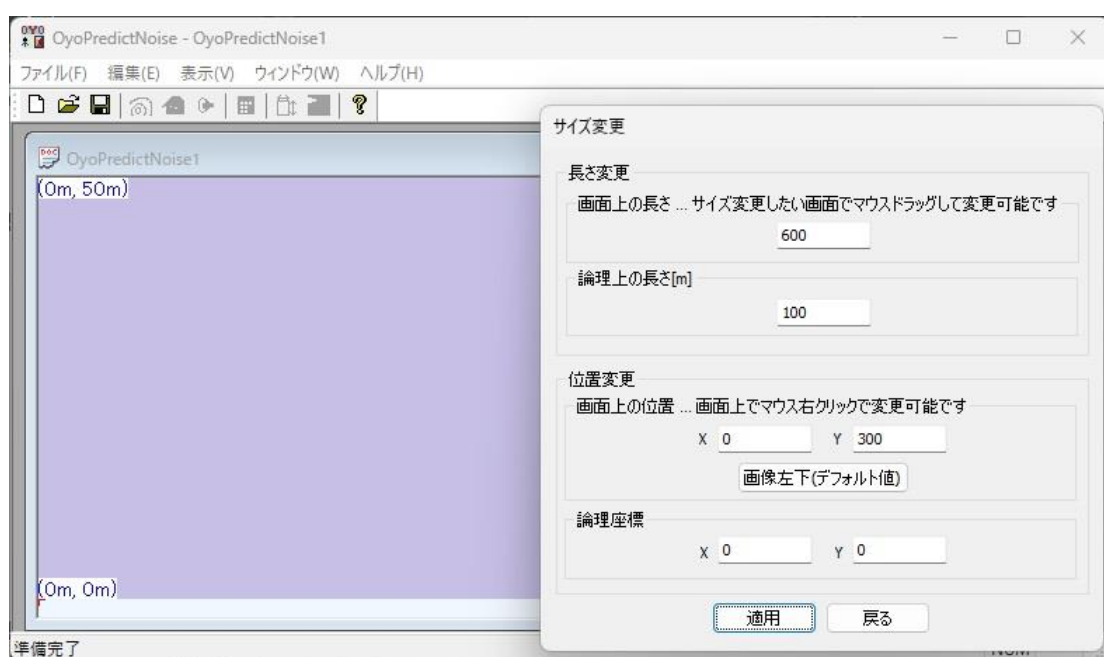 OYO
OyoPredictNoise - OyoPredictNoise1
ファイル(F) 編集(E) 表示(V) ウィンドウ(W) ヘルプ(H)
OyoPredictNoise1
(0m, 50m)
(0m, 0m)
準備完了
サイズ変更
長さ変更
画面上の長さ ... サイズ変更したい画面でマウスドラッグして変更可能です
600
論理上の長さ[m]
100
位置変更
画面上の位置 ... 画面上でマウス右クリックで変更可能です
X 0 Y 300
画像左下(デフォルト値)
論理座標
X 0 Y 0
適用 戻る